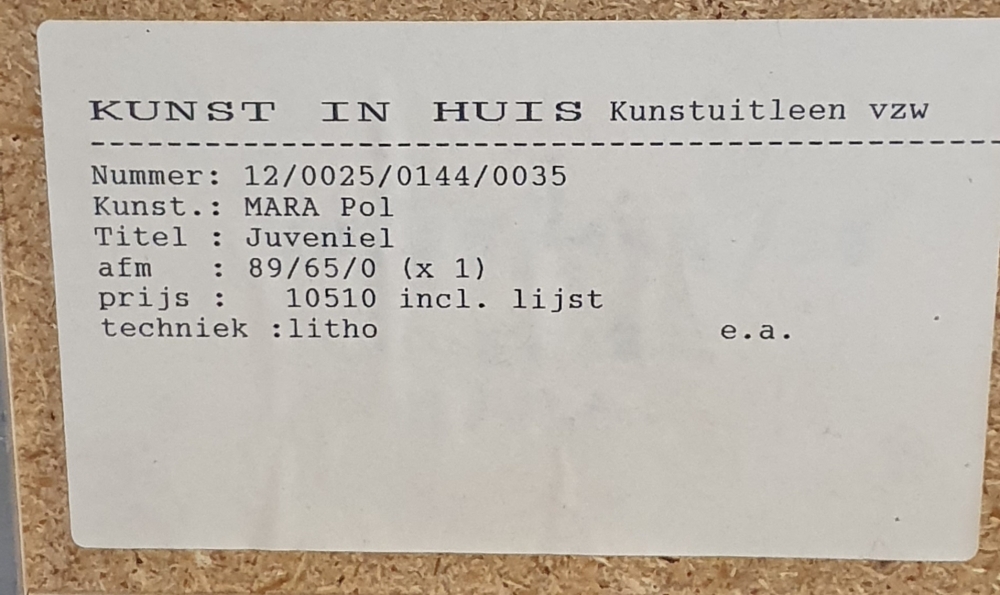 KUNST IN HUIS Kunstuitleen vzw
------------------------------------------------
Nummer: 12/0025/0144/0035
Kunst.: MARA Pol
Titel : Juveniel
afm : 89/65/0 (x 1)
prijs : 10510 incl. lijst
techniek :litho e.a.